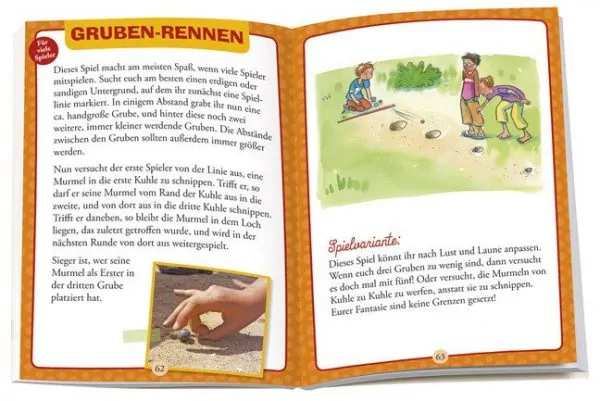 Für
viele
Spieler
GRUBEN-RENNEN
Dieses Spiel macht am meisten Spaß, wenn viele Spieler
mitspielen. Sucht euch am besten einen erdigen oder
sandigen Untergrund, auf dem ihr zunächst eine Spiel-
linie markiert. In einigem Abstand grabt ihr nun eine
ca. handgroße Grube, und hinter diese noch zwei
weitere, immer kleiner werdende Gruben. Die Abstände
zwischen den Gruben sollten außerdem immer größer
werden.
Nun versucht der erste Spieler von der Linie aus, eine
Murmel in die erste Kuhle zu schnippen. Trifft er, so
darf er seine Murmel vom Rand der Kuhle aus in die
zweite, und von dort aus in die dritte Kuhle schnippen.
Trifft er daneben, so bleibt die Murmel in dem Loch
liegen, das zuletzt getroffen wurde, und wird in der
nächsten Runde von dort aus weitergespielt.
Sieger ist, wer seine
Murmel als Erster in
der dritten Grube
platziert hat.
62
Spielvariante:
Dieses Spiel könnt ihr nach Lust und Laune anpassen.
Wenn euch drei Gruben zu wenig sind, dann versucht
es doch mal mit fünf! Oder versucht, die Murmeln von
Kuhle zu Kuhle zu werfen, anstatt sie zu schnippen.
Eurer Fantasie sind keine Grenzen gesetzt!
63